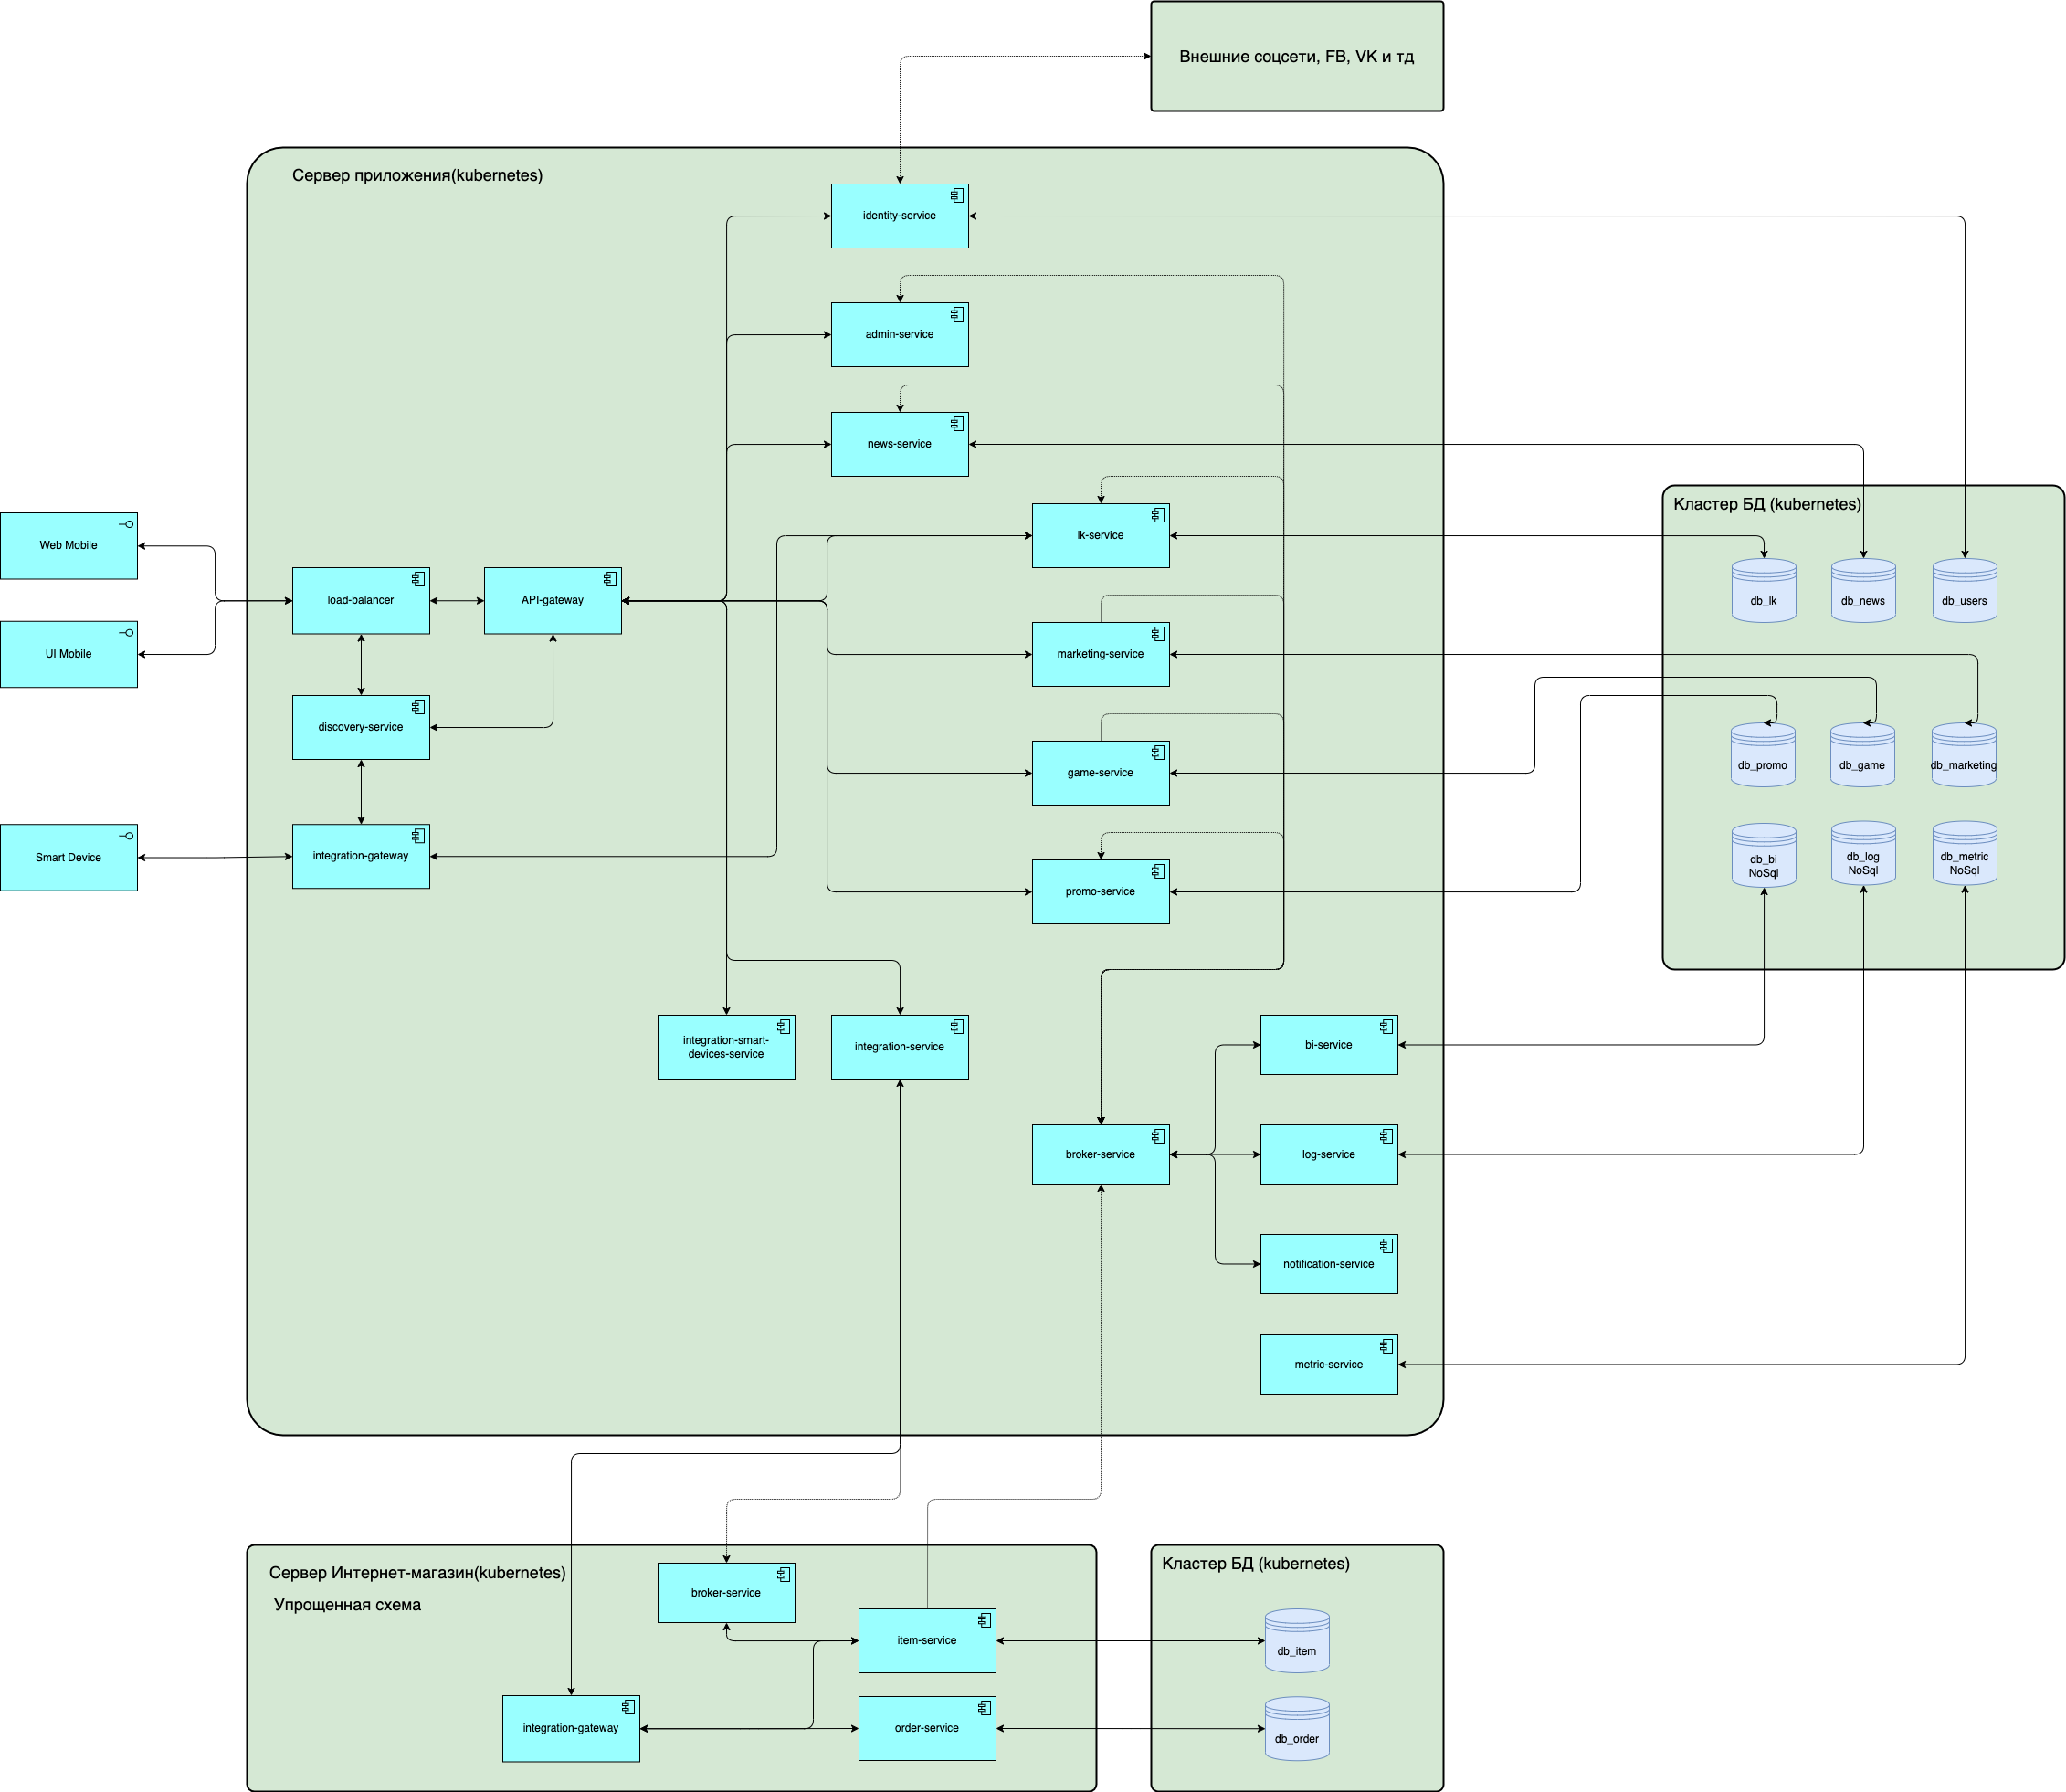 Внешние соцсети, FB, VK и тд
Сервер приложения(kubernetes)
identity-service
admin-service
news-service
Кластер БД (kubernetes)
lk-service
Web Mobile
load-balancer
API-gateway
db_lk
db_news
db_users
UI Mobile
marketing-service
discovery-service
game-service
db_promo
db_game
db_marketing
Smart Device
integration-gateway
promo-service
db_bi
NoSql
db_log
NoSql
db_metric
NoSql
integration-smart-
devices-service
integration-service
bi-service
broker-service
log-service
notification-service
metric-service
Сервер Интернет-магазин(kubernetes)
Упрощенная схема
broker-service
item-service
integration-gateway
order-service
Кластер БД (kubernetes)
db_item
db_order